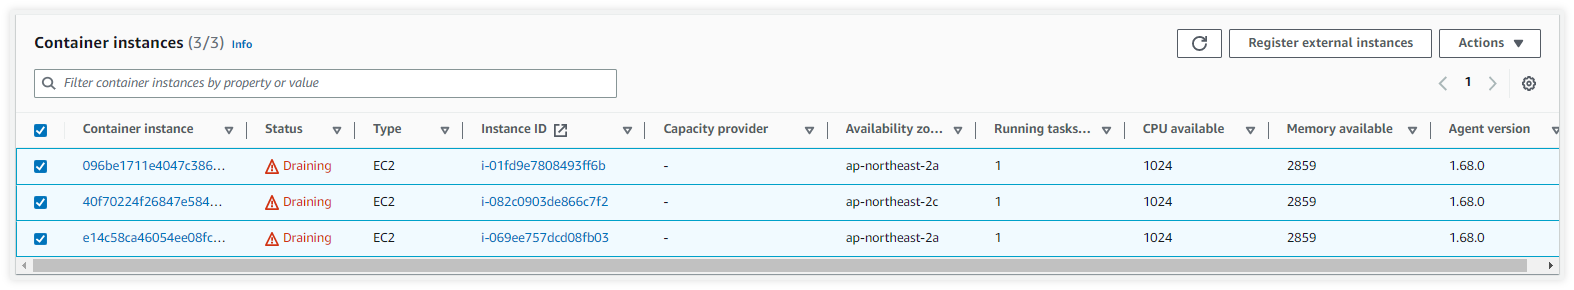 Container instances (3/3) Info
Register external instances
Actions
Filter container instances by property or value
1
Container instance Status Type Instance ID Capacity provider Availability zo... Running tasks... CPU available Memory available Agent version
096be1711e4047c386... Draining EC2 i-01fd9e7808493ff6b - ap-northeast-2a 1 1024 2859 1.68.0
40f70224f26847e584... Draining EC2 i-082c0903de866c7f2 - ap-northeast-2c 1 1024 2859 1.68.0
e14c58ca46054ee08fc... Draining EC2 i-069ee757dcd08fb03 - ap-northeast-2a 1 1024 2859 1.68.0